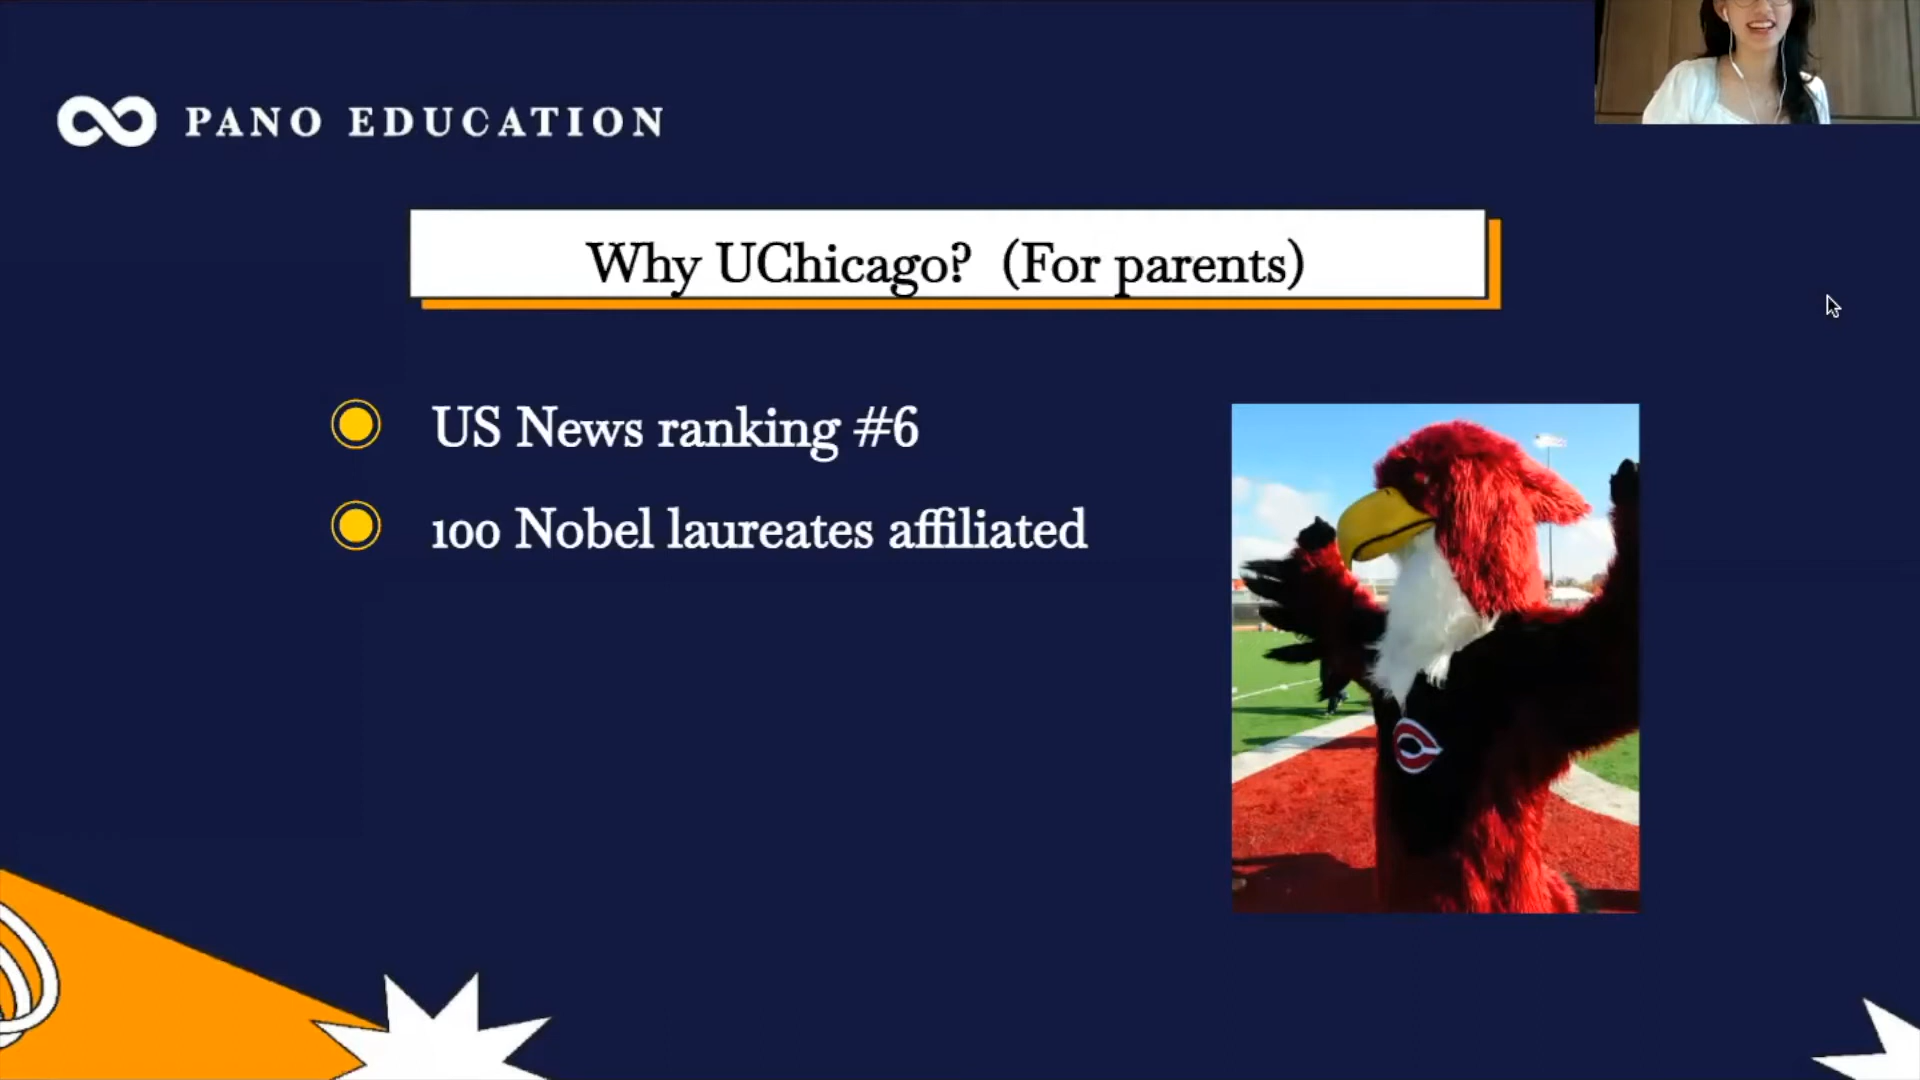 PANO EDUCATION
Why UChicago? (For parents)
US News ranking #6
100 Nobel laureates affiliated